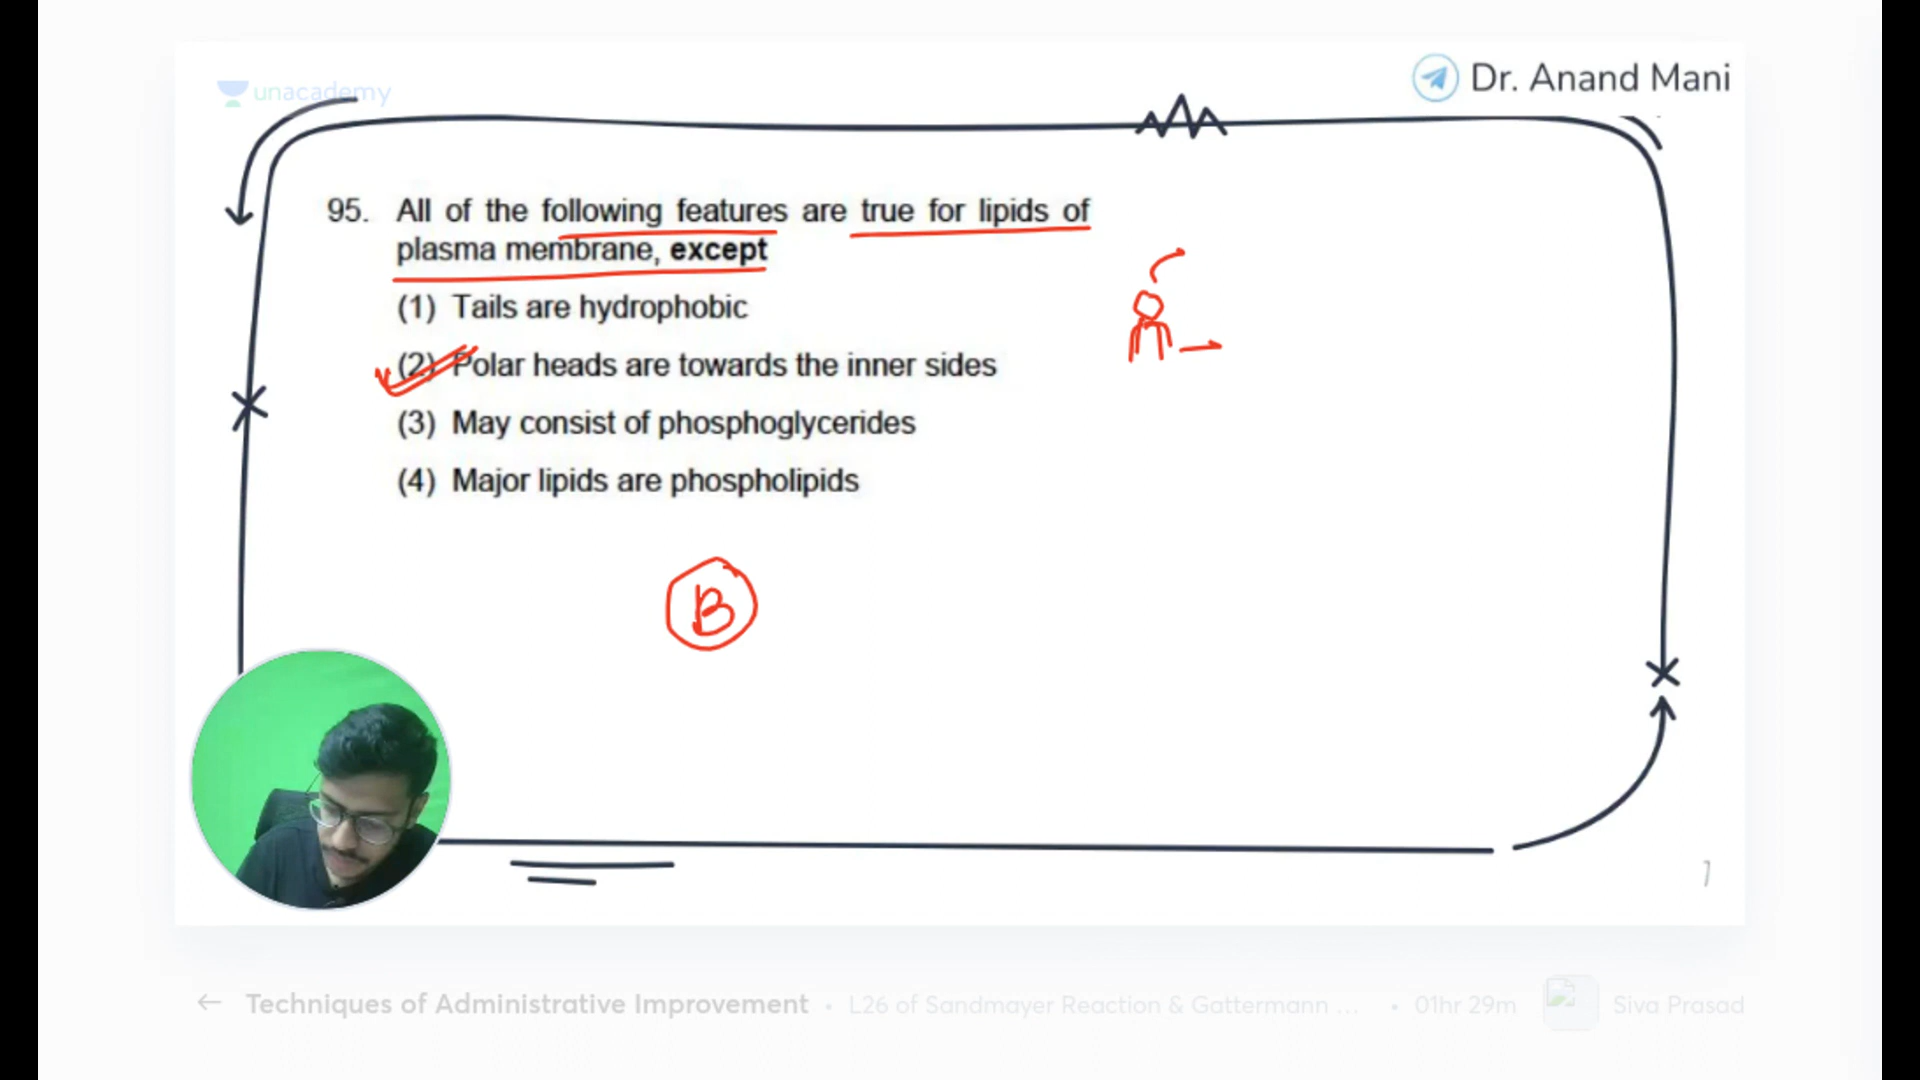 unacademy
Dr. Anand Mani
95. All of the following features are true for lipids of
plasma membrane, except
(1) Tails are hydrophobic
(2) Polar heads are towards the inner sides
(3) May consist of phosphoglycerides
(4) Major lipids are phospholipids
B
1
← Techniques of Administrative Improvement • L26 of Sandmayer Reaction & Gattermann ... • 01hr 29m Siva Prasad